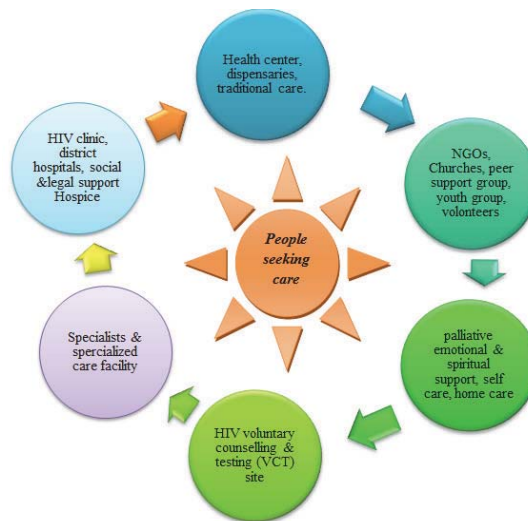 Health center,
dispensaries,
traditional care.
NGOs,
Churches, peer
support group,
youth group,
volonteers
palliative
emotional &
spiritual
support, self
care, home care
HIV voluntary
counselling &
testing (VCT)
site
Specialists &
spercialized
care facility
HIV clinic,
district
hospitals, social
&legal support
Hospice
People
seeking
care